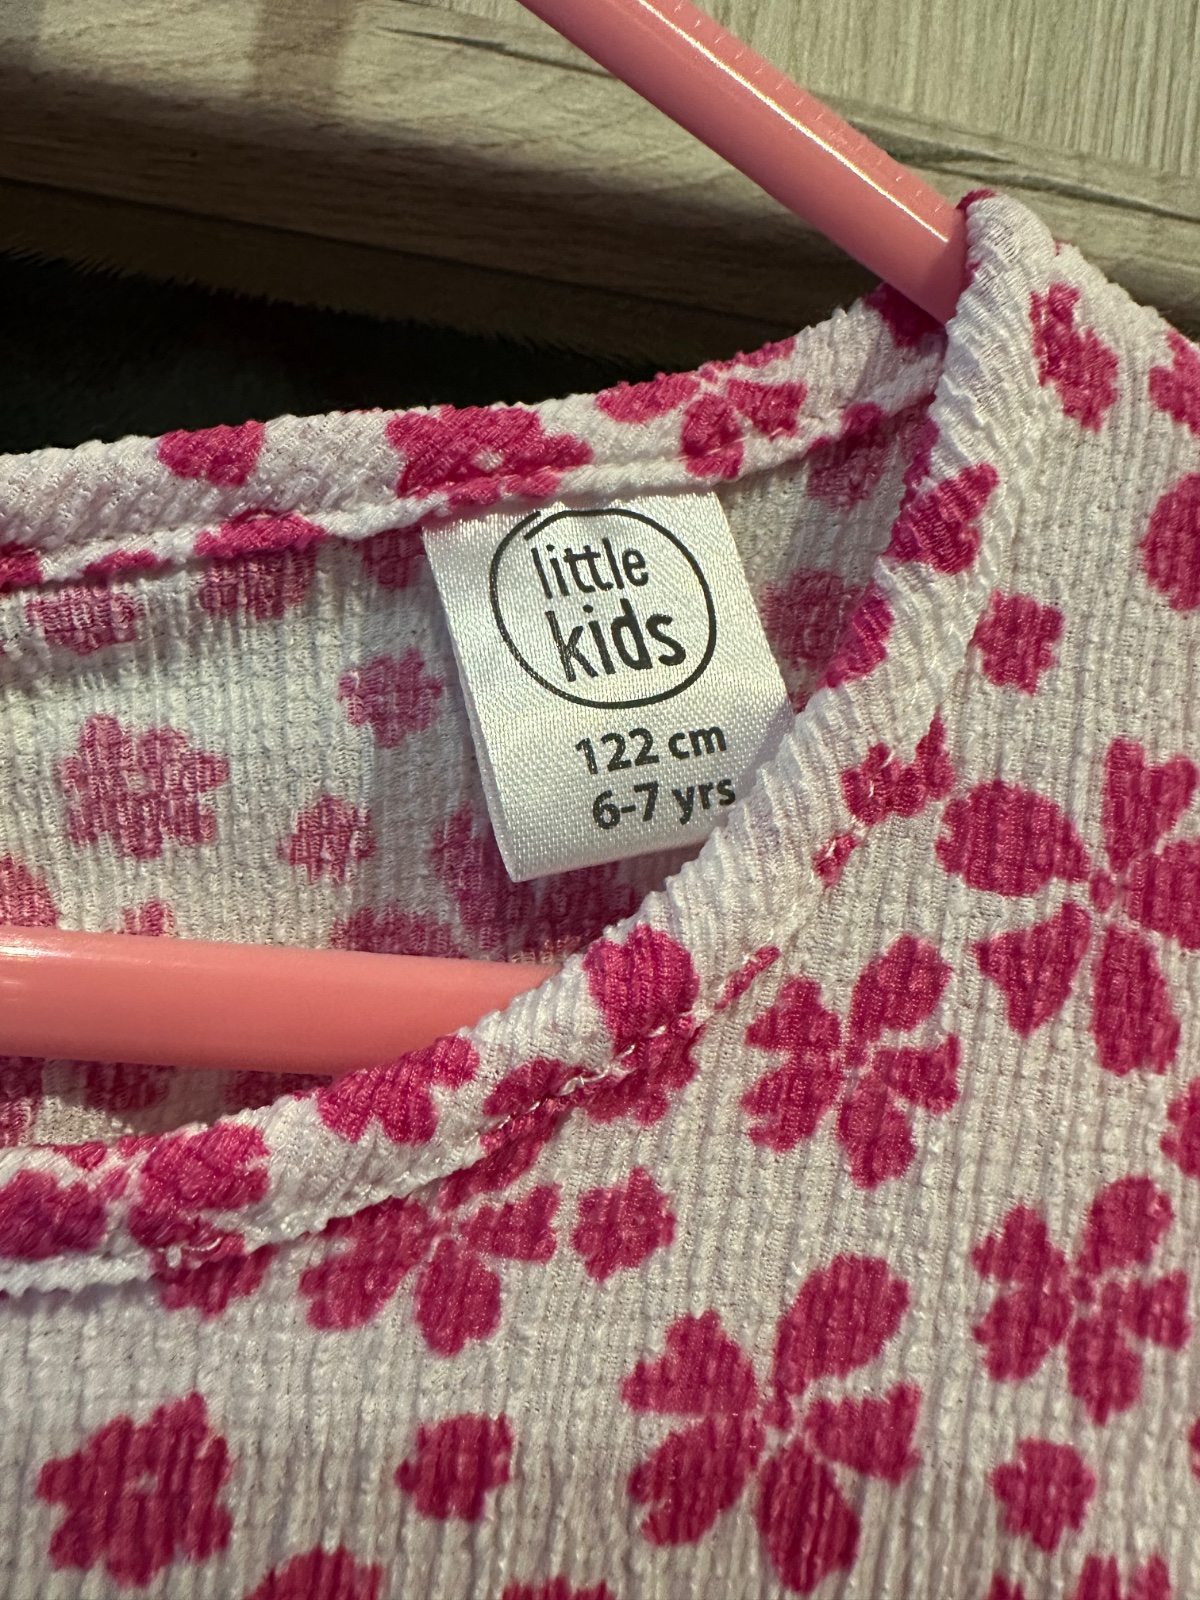 little
kids
122 cm
6-7 yrs